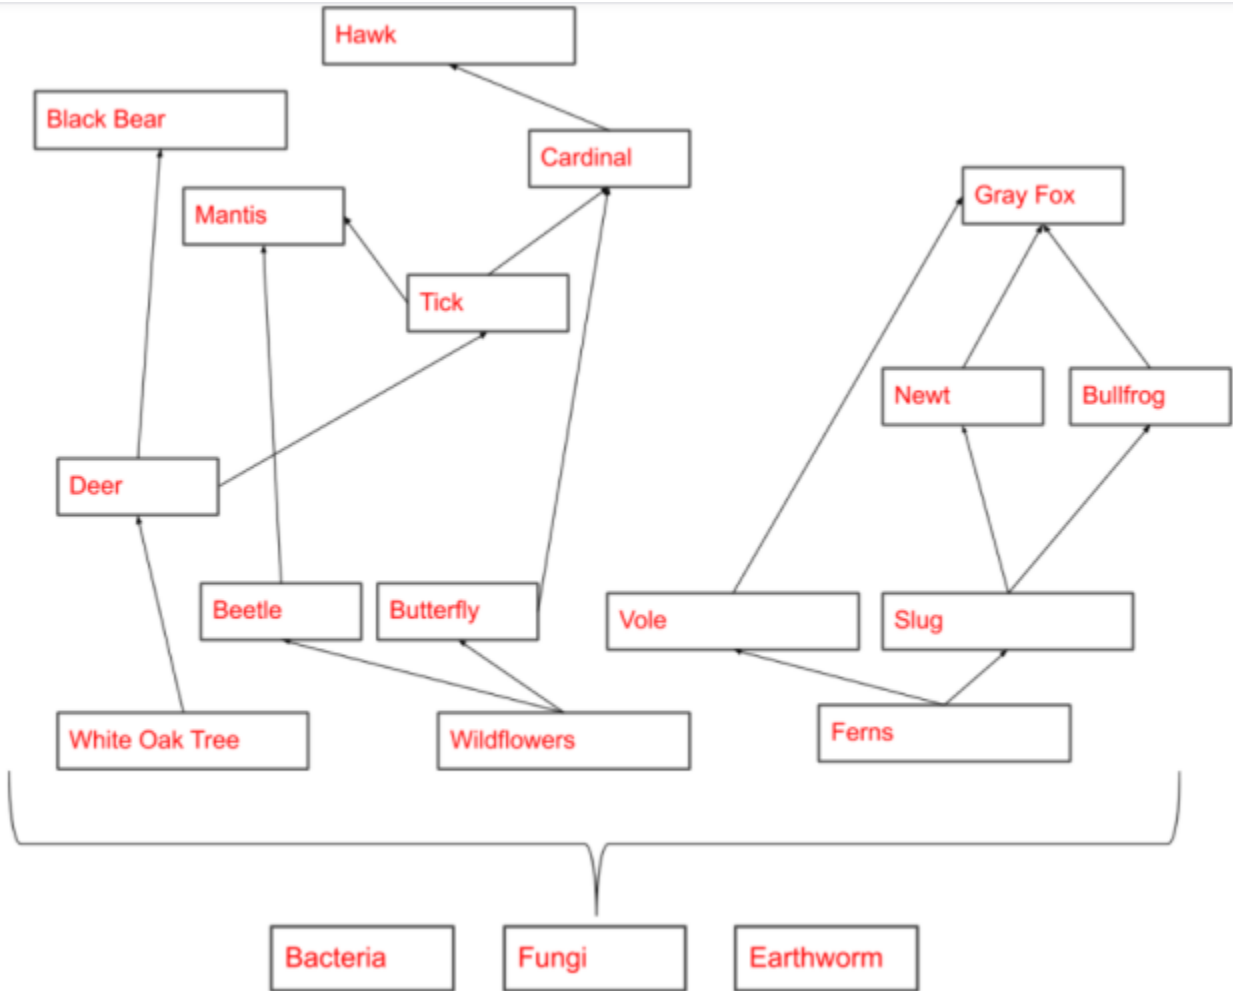 Hawk
Black Bear
Cardinal
Gray Fox
Mantis
Tick
Newt
Bullfrog
Deer
Beetle
Butterfly
Vole
Slug
White Oak Tree
Wildflowers
Ferns
Bacteria
Fungi
Earthworm